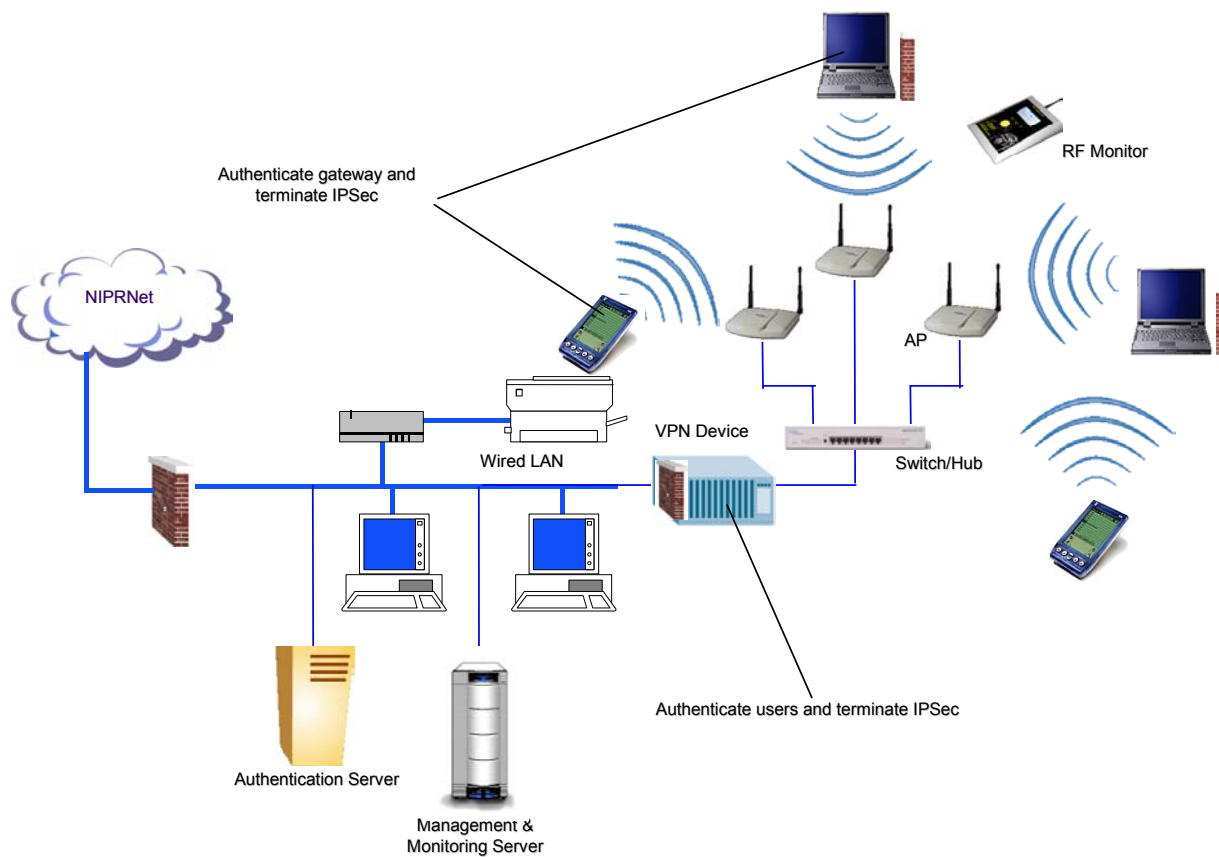 Authenticate gateway and
terminate IPSec
RF Monitor
NIPRNet
AP
VPN Device
Wired LAN
Switch/Hub
Authenticate users and terminate IPSec
Authentication Server
Management &
Monitoring Server